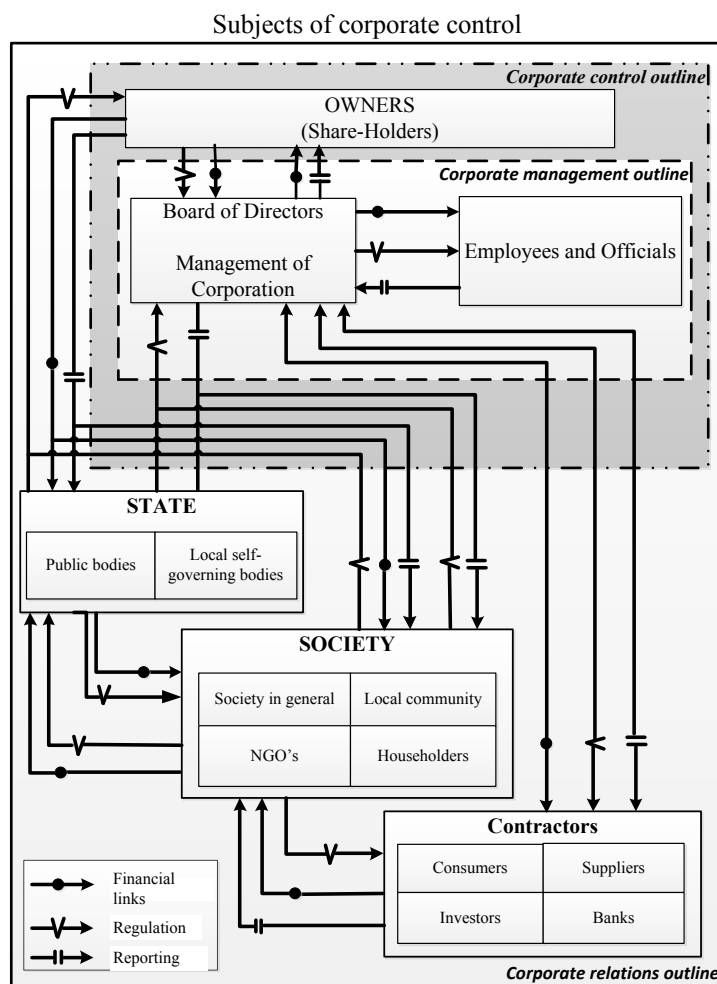 Subjects of corporate control
Corporate control outline
OWNERS
(Share-Holders)
Corporate management outline
Board of Directors
Management of
Corporation
Employees and Officials
STATE
Public bodies
Local self-
governing bodies
SOCIETY
Society in general
Local community
NGO's
Householders
Contractors
Consumers
Suppliers
Investors
Banks
Financial
links
Regulation
Reporting
Corporate relations outline